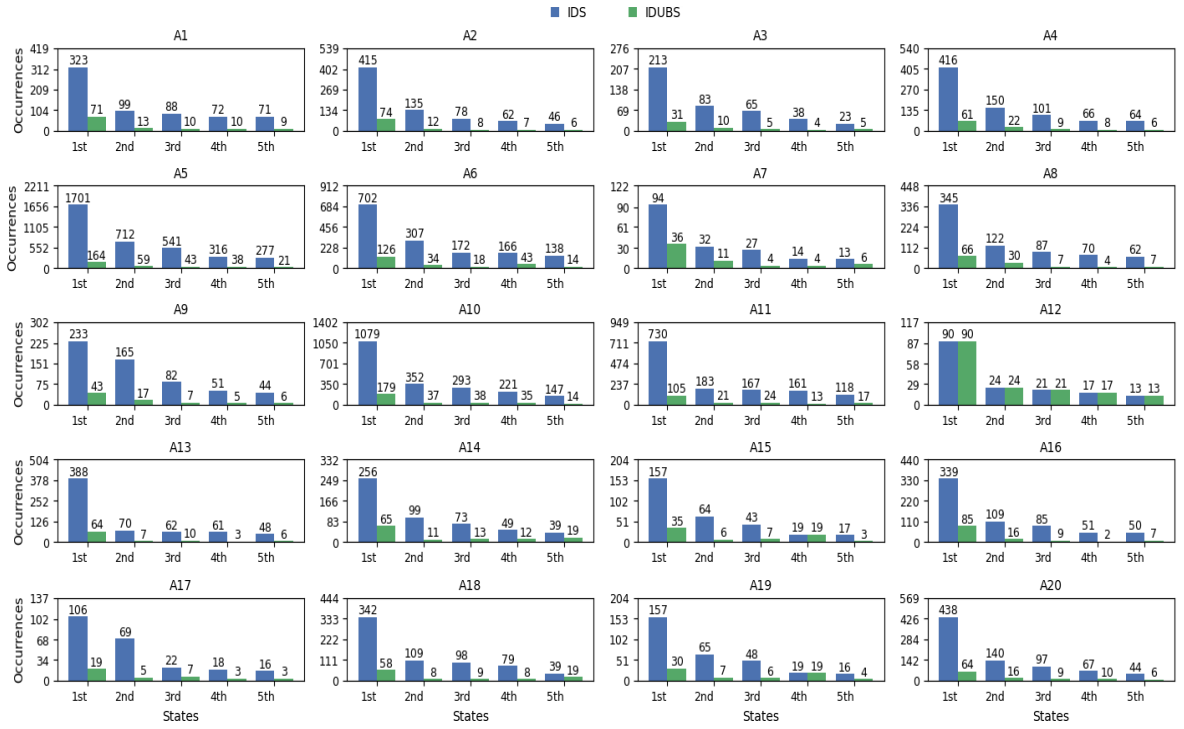 IDS IDUBS
A1 A2 A3 A4
Occurrences
419 312 209 104 0
323 71 99 13 88 10 72 10 71 9
1st 2nd 3rd 4th 5th
539 402 269 134 0
415 74 135 12 78 8 62 7 46 6
1st 2nd 3rd 4th 5th
276 207 138 69 0
213 31 83 10 65 5 38 4 23 5
1st 2nd 3rd 4th 5th
540 405 270 135 0
416 61 150 22 101 9 66 8 64 6
1st 2nd 3rd 4th 5th
A5 A6 A7 A8
Occurrences
2211 1656 1105 552 0
1701 164 712 59 541 43 316 38 277 21
1st 2nd 3rd 4th 5th
912 684 456 228 0
702 126 307 34 172 18 166 43 138 14
1st 2nd 3rd 4th 5th
122 90 61 30 0
94 36 32 11 27 4 14 4 13 6
1st 2nd 3rd 4th 5th
448 336 224 112 0
345 66 122 30 87 7 70 4 62 7
1st 2nd 3rd 4th 5th
A9 A10 A11 A12
Occurrences
302 225 151 75 0
233 43 165 17 82 7 51 5 44 6
1st 2nd 3rd 4th 5th
1402 1050 701 350 0
1079 179 352 37 293 38 221 35 147 14
1st 2nd 3rd 4th 5th
949 711 474 237 0
730 105 183 21 167 24 161 13 118 17
1st 2nd 3rd 4th 5th
117 87 58 29 0
90 90 24 24 21 21 17 17 13 13
1st 2nd 3rd 4th 5th
A13 A14 A15 A16
Occurrences
504 378 252 126 0
388 64 70 7 62 10 61 3 48 6
1st 2nd 3rd 4th 5th
332 249 166 83 0
256 65 99 11 73 13 49 12 39 19
1st 2nd 3rd 4th 5th
204 153 102 51 0
157 35 64 6 43 7 19 19 17 3
1st 2nd 3rd 4th 5th
440 330 220 110 0
339 85 109 16 85 9 51 2 50 7
1st 2nd 3rd 4th 5th
A17 A18 A19 A20
Occurrences
137 102 68 34 0
106 19 69 5 22 7 18 3 16 3
1st 2nd 3rd 4th 5th
444 333 222 111 0
342 58 109 8 98 9 79 8 39 19
1st 2nd 3rd 4th 5th
204 153 102 51 0
157 30 65 7 48 6 19 19 16 4
1st 2nd 3rd 4th 5th
569 426 284 142 0
438 64 140 16 97 9 67 10 44 6
1st 2nd 3rd 4th 5th
States States States States